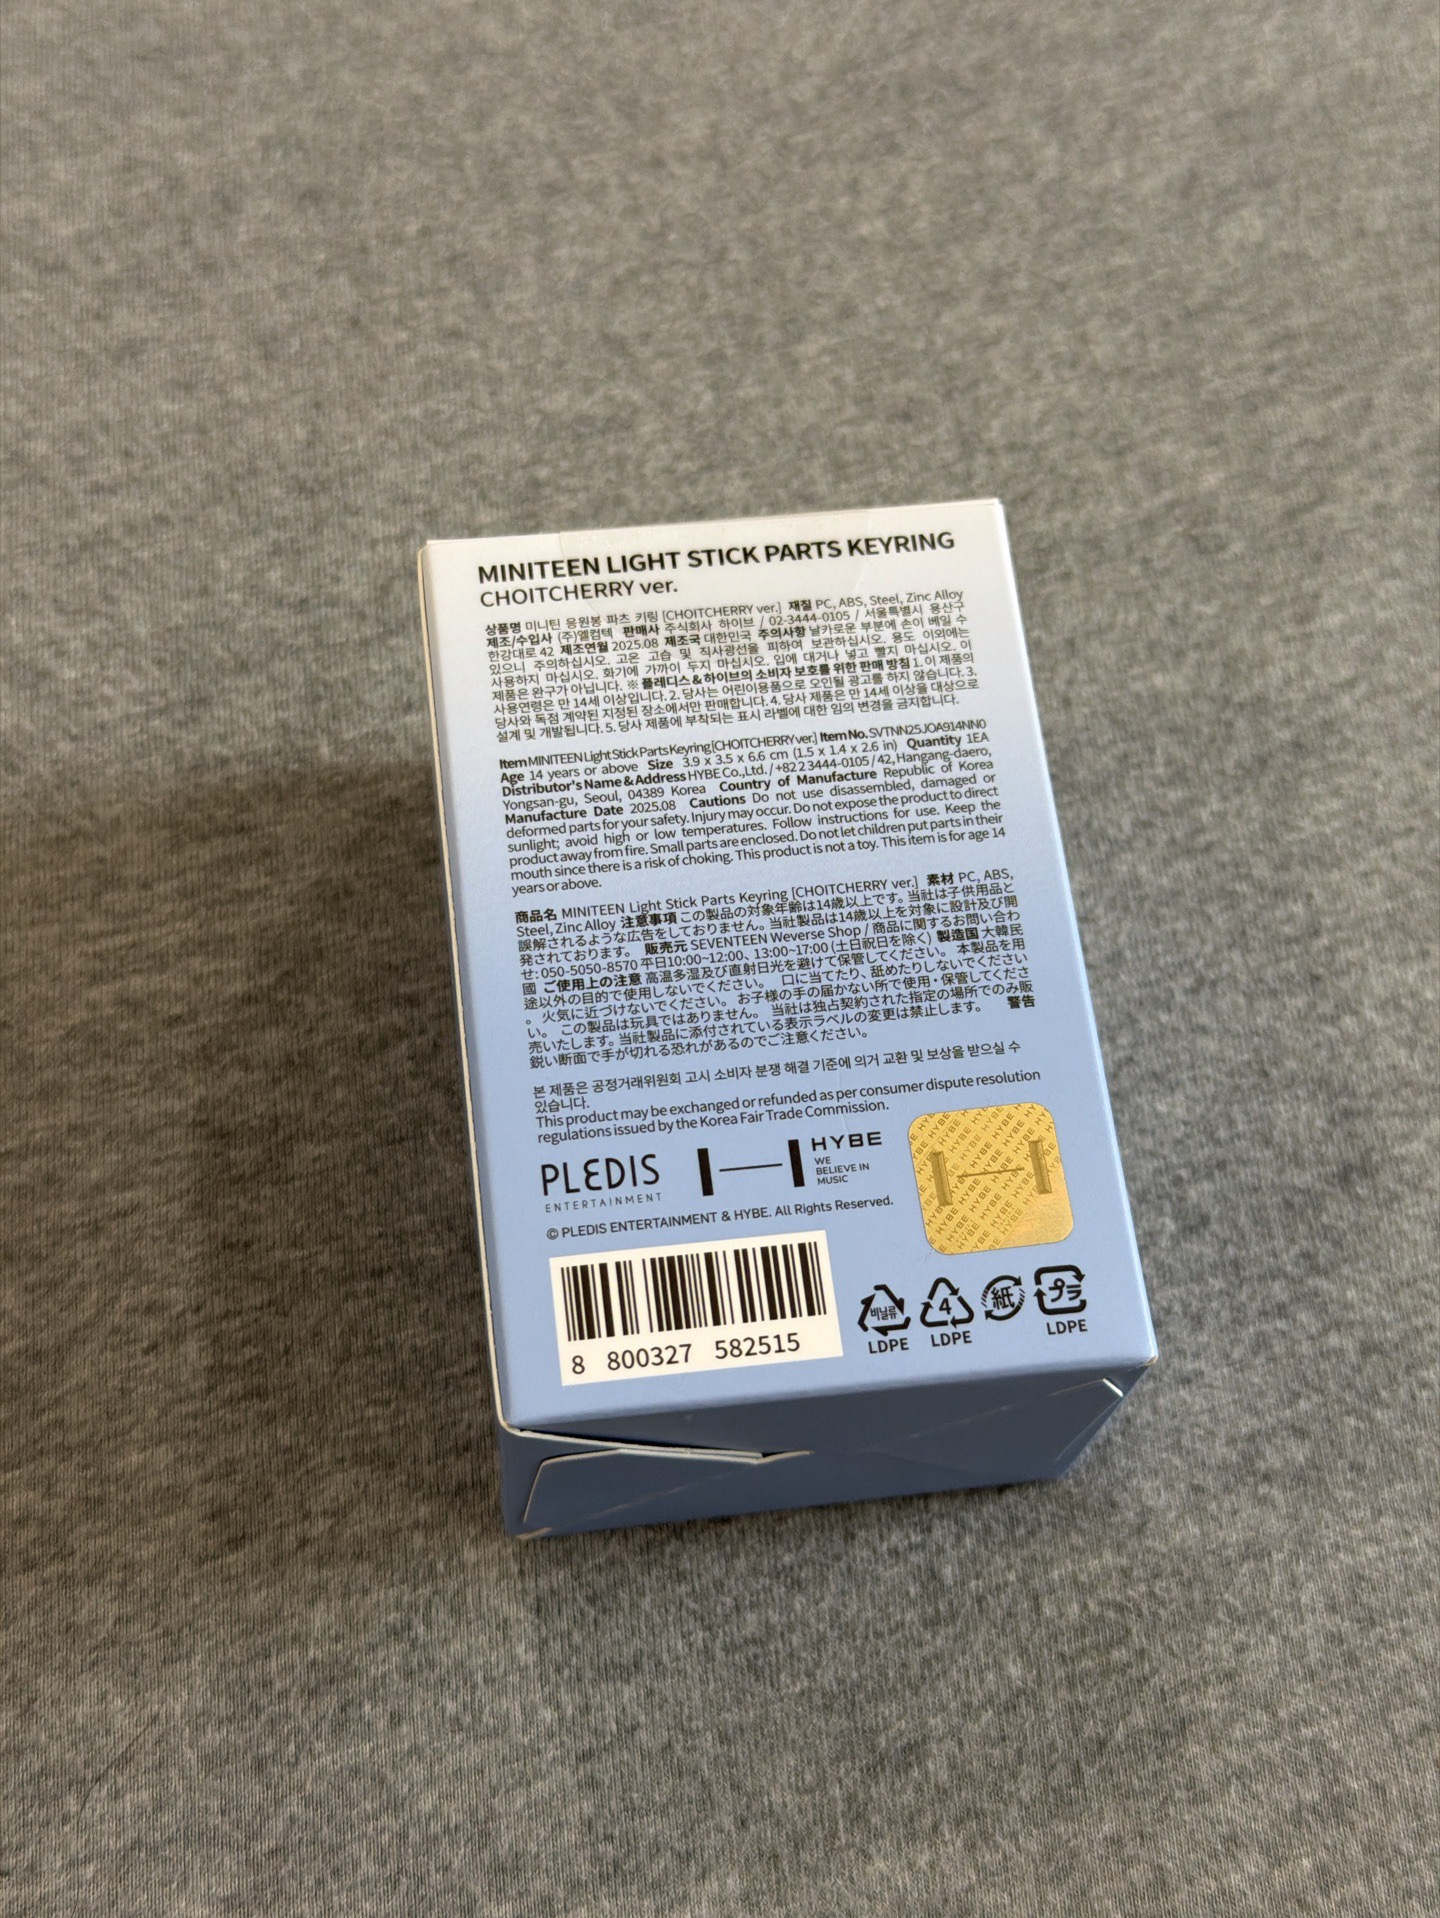 MINITEEN LIGHT STICK PARTS KEYRING
CHOITCHERRY ver.
상품명 미니틴 응원봉 파츠 키링 [CHOITCHERRY ver.] 재질 PC, ABS, Steel, Zinc Alloy
제조/수입사 (주)엘컴텍 판매사 주식회사 하이브 / 02-3444-0105 / 서울특별시 용산구
한강대로 42 제조연월 2025.08 제조국 대한민국 주의사항 날카로운 부분에 손이 베일 수
있으니 주의하십시오. 고온 고습 및 직사광선을 피하여 보관하십시오. 용도 이외에는
사용하지 마십시오. 화기에 가까이 두지 마십시오. 입에 대거나 넣고 빨지 마십시오. 이
제품은 완구가 아닙니다. ※ 플레디스 & 하이브의 소비자 보호를 위한 판매 방침 1. 이 제품의
사용연령은 만 14세 이상입니다. 2. 당사는 어린이용품으로 오인될 광고를 하지 않습니다. 3.
당사와 독점 계약된 지정된 장소에서만 판매합니다. 4. 당사 제품은 만 14세 이상을 대상으로
설계 및 개발됩니다. 5. 당사 제품에 부착되는 표시 라벨에 대한 임의 변경을 금지합니다.
Item MINITEEN Light Stick Parts Keyring [CHOITCHERRY ver.] Item No. SVTNN25JOA914NN0
Age 14 years or above Size 3.9 x 3.5 x 6.6 cm (1.5 x 1.4 x 2.6 in) Quantity 1EA
Distributor's Name & Address HYBE Co., Ltd. / +82 2 3444-0105 / 42, Hangang-daero,
Yongsan-gu, Seoul, 04389 Korea Country of Manufacture Republic of Korea
Manufacture Date 2025.08 Cautions Do not use disassembled, damaged or
deformed parts for your safety. Injury may occur. Do not expose the product to direct
sunlight; avoid high or low temperatures. Follow instructions for use. Keep the
product away from fire. Small parts are enclosed. Do not let children put parts in their
mouth since there is a risk of choking. This product is not a toy. This item is for age 14
years or above.
商品名 MINITEEN Light Stick Parts Keyring [CHOITCHERRY ver.] 素材 PC, ABS,
Steel, Zinc Alloy 注意事項 この製品の対象年齢は14歳以上です。当社は子供用品と
誤解されるような広告をしておりません。当社製品は14歳以上を対象に設計及び開
発されております。 販売元 SEVENTEEN Weverse Shop / 商品に関するお問い合わ
せ: 050-5050-8570 平日10:00~12:00、13:00~17:00 (土日祝日を除く) 製造国 大韓民
國 ご使用上の注意 高温多湿及び直射日光を避けて保管してください。 本製品を用
途以外の目的で使用しないでください。 口に当てたり、舐めたりしないでください
。 火気に近づけないでください。 お子様の手の届かない所で使用・保管してくださ
い。 この製品は玩具ではありません。 当社は独占契約された指定の場所でのみ販
売いたします。当社製品に添付されている表示ラベルの変更は禁止します。 警告
鋭い断面で手が切れる恐れがあるのでご注意ください。
본 제품은 공정거래위원회 고시 소비자 분쟁 해결 기준에 의거 교환 및 보상을 받으실 수
있습니다.
This product may be exchanged or refunded as per consumer dispute resolution
regulations issued by the Korea Fair Trade Commission.
PLEDIS
ENTERTAINMENT
HYBE
WE
BELIEVE IN
MUSIC
© PLEDIS ENTERTAINMENT & HYBE. All Rights Reserved.
8 800327 582515
비닐류
LDPE
4
LDPE
紙
プラ
LDPE